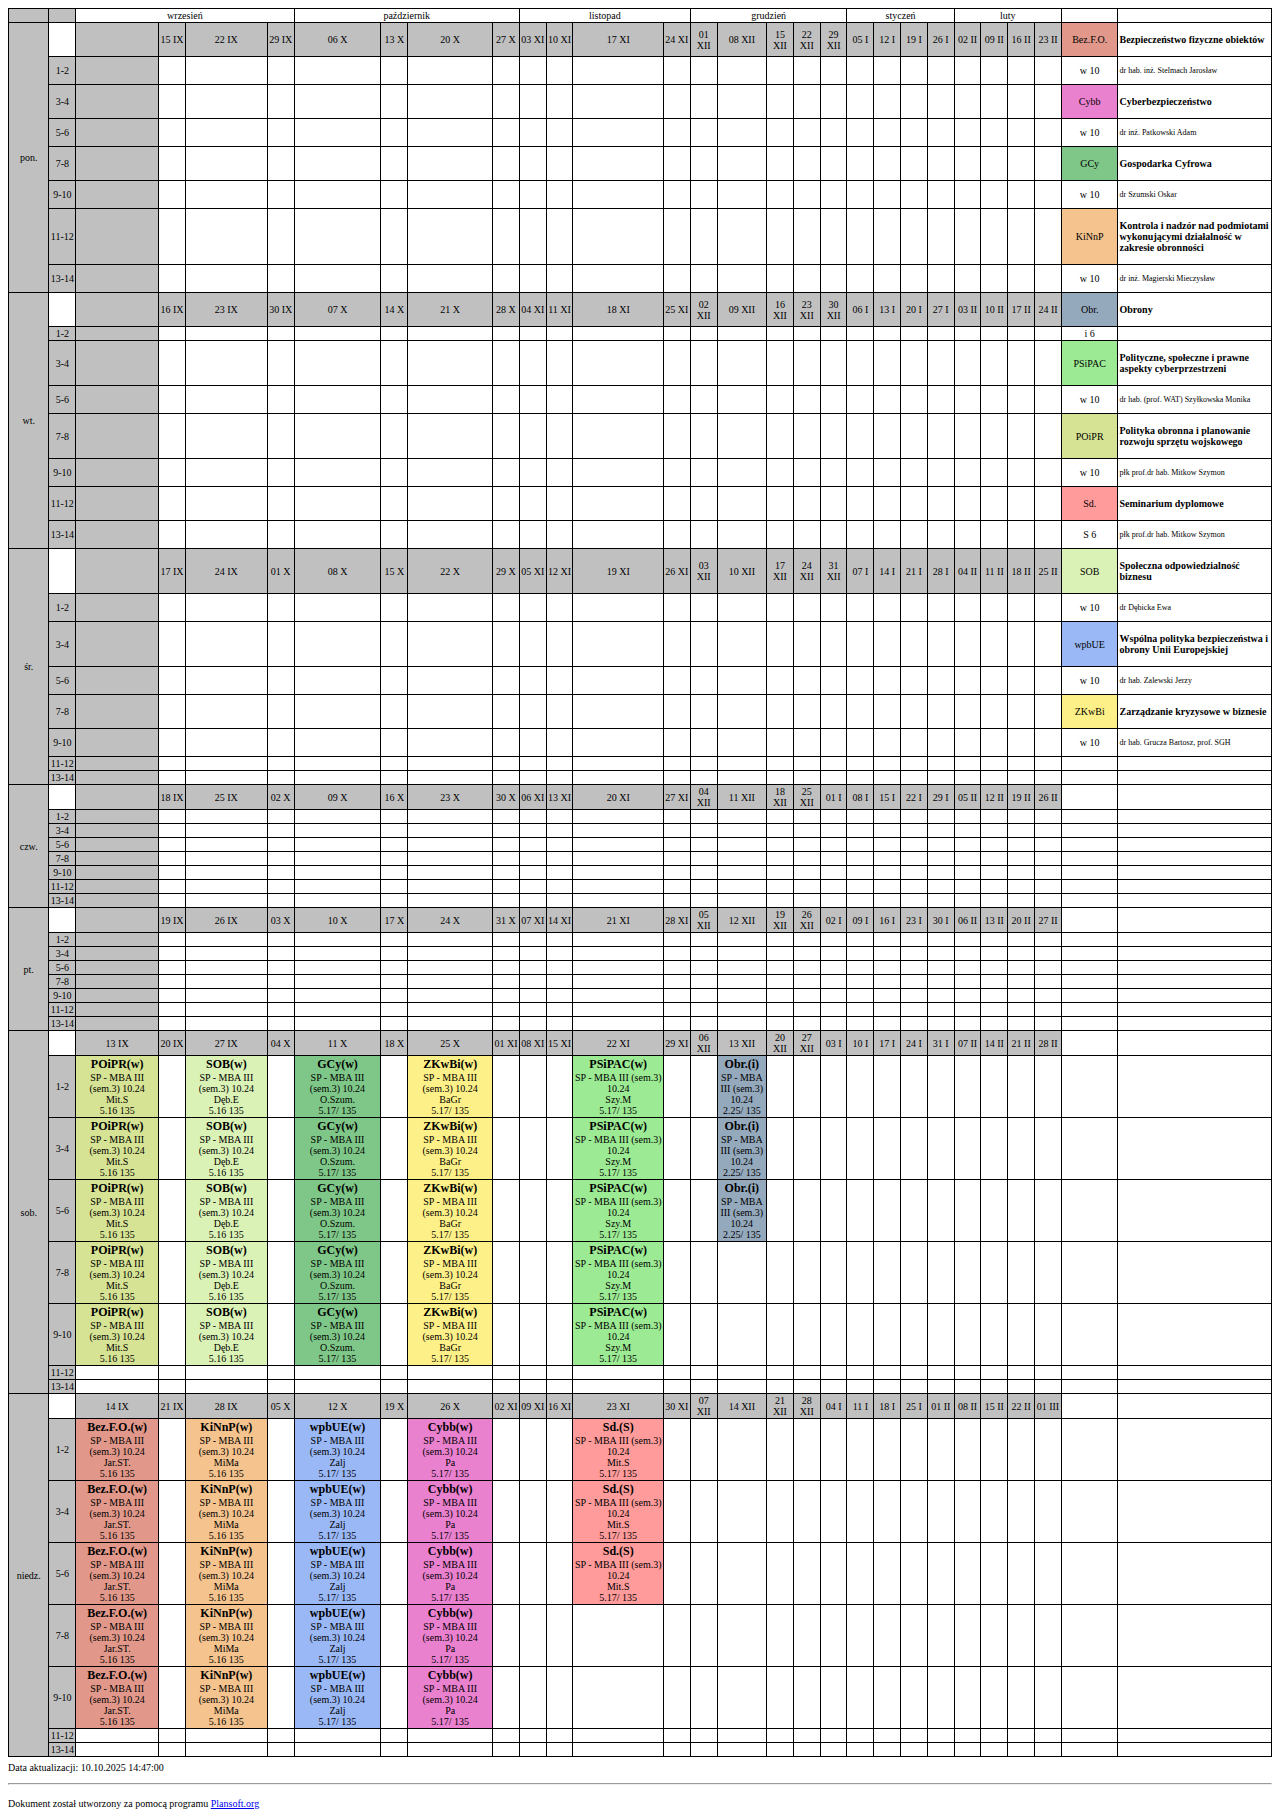 wrzesień październik listopad grudzień styczeń luty
pon. 15 IX 22 IX 29 IX 06 X 13 X 20 X 27 X 03 XI 10 XI 17 XI 24 XI 01 XII 08 XII 15 XII 22 XII 29 XII 05 I 12 I 19 I 26 I 02 II 09 II 16 II 23 II Bez.F.O. Bezpieczeństwo fizyczne obiektów
1-2 w 10 dr hab. inż. Stelmach Jarosław
3-4 Cybb Cyberbezpieczeństwo
5-6 w 10 dr inż. Patkowski Adam
7-8 GCy Gospodarka Cyfrowa
9-10 w 10 dr Szumski Oskar
11-12 KiNnP Kontrola i nadzór nad podmiotami wykonującymi działalność w zakresie obronności
13-14 w 10 dr inż. Magierski Mieczysław
wt. 16 IX 23 IX 30 IX 07 X 14 X 21 X 28 X 04 XI 11 XI 18 XI 25 XI 02 XII 09 XII 16 XII 23 XII 30 XII 06 I 13 I 20 I 27 I 03 II 10 II 17 II 24 II Obr. Obrony
1-2 i 6
3-4 PSiPAC Polityczne, społeczne i prawne aspekty cyberprzestrzeni
5-6 w 10 dr hab. (prof. WAT) Szyłkowska Monika
7-8 POiPR Polityka obronna i planowanie rozwoju sprzętu wojskowego
9-10 w 10 płk prof.dr hab. Mitkow Szymon
11-12 Sd. Seminarium dyplomowe
13-14 S 6 płk prof.dr hab. Mitkow Szymon
śr. 17 IX 24 IX 01 X 08 X 15 X 22 X 29 X 05 XI 12 XI 19 XI 26 XI 03 XII 10 XII 17 XII 24 XII 31 XII 07 I 14 I 21 I 28 I 04 II 11 II 18 II 25 II SOB Społeczna odpowiedzialność biznesu
1-2 w 10 dr Dębicka Ewa
3-4 wpbUE Wspólna polityka bezpieczeństwa i obrony Unii Europejskiej
5-6 w 10 dr hab. Zalewski Jerzy
7-8 ZKwBi Zarządzanie kryzysowe w biznesie
9-10 w 10 dr hab. Grucza Bartosz, prof. SGH
11-12
13-14
czw. 18 IX 25 IX 02 X 09 X 16 X 23 X 30 X 06 XI 13 XI 20 XI 27 XI 04 XII 11 XII 18 XII 25 XII 01 I 08 I 15 I 22 I 29 I 05 II 12 II 19 II 26 II
1-2
3-4
5-6
7-8
9-10
11-12
13-14
pt. 19 IX 26 IX 03 X 10 X 17 X 24 X 31 X 07 XI 14 XI 21 XI 28 XI 05 XII 12 XII 19 XII 26 XII 02 I 09 I 16 I 23 I 30 I 06 II 13 II 20 II 27 II
1-2
3-4
5-6
7-8
9-10
11-12
13-14
sob. 13 IX 20 IX 27 IX 04 X 11 X 18 X 25 X 01 XI 08 XI 15 XI 22 XI 29 XI 06 XII 13 XII 20 XII 27 XII 03 I 10 I 17 I 24 I 31 I 07 II 14 II 21 II 28 II
1-2 POiPR(w) SOB(w) GCy(w) ZKwBi(w) PSiPAC(w) Obr.(i)
SP - MBA III SP - MBA III SP - MBA III SP - MBA III SP - MBA III (sem.3) SP - MBA
(sem.3) 10.24 (sem.3) 10.24 (sem.3) 10.24 (sem.3) 10.24 10.24 III (sem.3)
Mit.S Dęb.E O.Szum. BaGr Szy.M 10.24
5.16 135 5.16 135 5.17/ 135 5.17/ 135 5.17/ 135 2.25/ 135
3-4 POiPR(w) SOB(w) GCy(w) ZKwBi(w) PSiPAC(w) Obr.(i)
SP - MBA III SP - MBA III SP - MBA III SP - MBA III SP - MBA III (sem.3) SP - MBA
(sem.3) 10.24 (sem.3) 10.24 (sem.3) 10.24 (sem.3) 10.24 10.24 III (sem.3)
Mit.S Dęb.E O.Szum. BaGr Szy.M 10.24
5.16 135 5.16 135 5.17/ 135 5.17/ 135 5.17/ 135 2.25/ 135
5-6 POiPR(w) SOB(w) GCy(w) ZKwBi(w) PSiPAC(w) Obr.(i)
SP - MBA III SP - MBA III SP - MBA III SP - MBA III SP - MBA III (sem.3) SP - MBA
(sem.3) 10.24 (sem.3) 10.24 (sem.3) 10.24 (sem.3) 10.24 10.24 III (sem.3)
Mit.S Dęb.E O.Szum. BaGr Szy.M 10.24
5.16 135 5.16 135 5.17/ 135 5.17/ 135 5.17/ 135 2.25/ 135
7-8 POiPR(w) SOB(w) GCy(w) ZKwBi(w) PSiPAC(w)
SP - MBA III SP - MBA III SP - MBA III SP - MBA III SP - MBA III (sem.3)
(sem.3) 10.24 (sem.3) 10.24 (sem.3) 10.24 (sem.3) 10.24 10.24
Mit.S Dęb.E O.Szum. BaGr Szy.M
5.16 135 5.16 135 5.17/ 135 5.17/ 135 5.17/ 135
9-10 POiPR(w) SOB(w) GCy(w) ZKwBi(w) PSiPAC(w)
SP - MBA III SP - MBA III SP - MBA III SP - MBA III SP - MBA III (sem.3)
(sem.3) 10.24 (sem.3) 10.24 (sem.3) 10.24 (sem.3) 10.24 10.24
Mit.S Dęb.E O.Szum. BaGr Szy.M
5.16 135 5.16 135 5.17/ 135 5.17/ 135 5.17/ 135
11-12
13-14
niedz. 14 IX 21 IX 28 IX 05 X 12 X 19 X 26 X 02 XI 09 XI 16 XI 23 XI 30 XI 07 XII 14 XII 21 XII 28 XII 04 I 11 I 18 I 25 I 01 II 08 II 15 II 22 II 01 III
1-2 Bez.F.O.(w) KiNnP(w) wpbUE(w) Cybb(w) Sd.(S)
SP - MBA III SP - MBA III SP - MBA III SP - MBA III SP - MBA III (sem.3)
(sem.3) 10.24 (sem.3) 10.24 (sem.3) 10.24 (sem.3) 10.24 10.24
Jar.ST. MiMa Zalj Pa Mit.S
5.16 135 5.16 135 5.17/ 135 5.17/ 135 5.17/ 135
3-4 Bez.F.O.(w) KiNnP(w) wpbUE(w) Cybb(w) Sd.(S)
SP - MBA III SP - MBA III SP - MBA III SP - MBA III SP - MBA III (sem.3)
(sem.3) 10.24 (sem.3) 10.24 (sem.3) 10.24 (sem.3) 10.24 10.24
Jar.ST. MiMa Zalj Pa Mit.S
5.16 135 5.16 135 5.17/ 135 5.17/ 135 5.17/ 135
5-6 Bez.F.O.(w) KiNnP(w) wpbUE(w) Cybb(w) Sd.(S)
SP - MBA III SP - MBA III SP - MBA III SP - MBA III SP - MBA III (sem.3)
(sem.3) 10.24 (sem.3) 10.24 (sem.3) 10.24 (sem.3) 10.24 10.24
Jar.ST. MiMa Zalj Pa Mit.S
5.16 135 5.16 135 5.17/ 135 5.17/ 135 5.17/ 135
7-8 Bez.F.O.(w) KiNnP(w) wpbUE(w) Cybb(w)
SP - MBA III SP - MBA III SP - MBA III SP - MBA III
(sem.3) 10.24 (sem.3) 10.24 (sem.3) 10.24 (sem.3) 10.24
Jar.ST. MiMa Zalj Pa
5.16 135 5.16 135 5.17/ 135 5.17/ 135
9-10 Bez.F.O.(w) KiNnP(w) wpbUE(w) Cybb(w)
SP - MBA III SP - MBA III SP - MBA III SP - MBA III
(sem.3) 10.24 (sem.3) 10.24 (sem.3) 10.24 (sem.3) 10.24
Jar.ST. MiMa Zalj Pa
5.16 135 5.16 135 5.17/ 135 5.17/ 135
11-12
13-14
Data aktualizacji: 10.10.2025 14:47:00
Dokument został utworzony za pomocą programu Plansoft.org